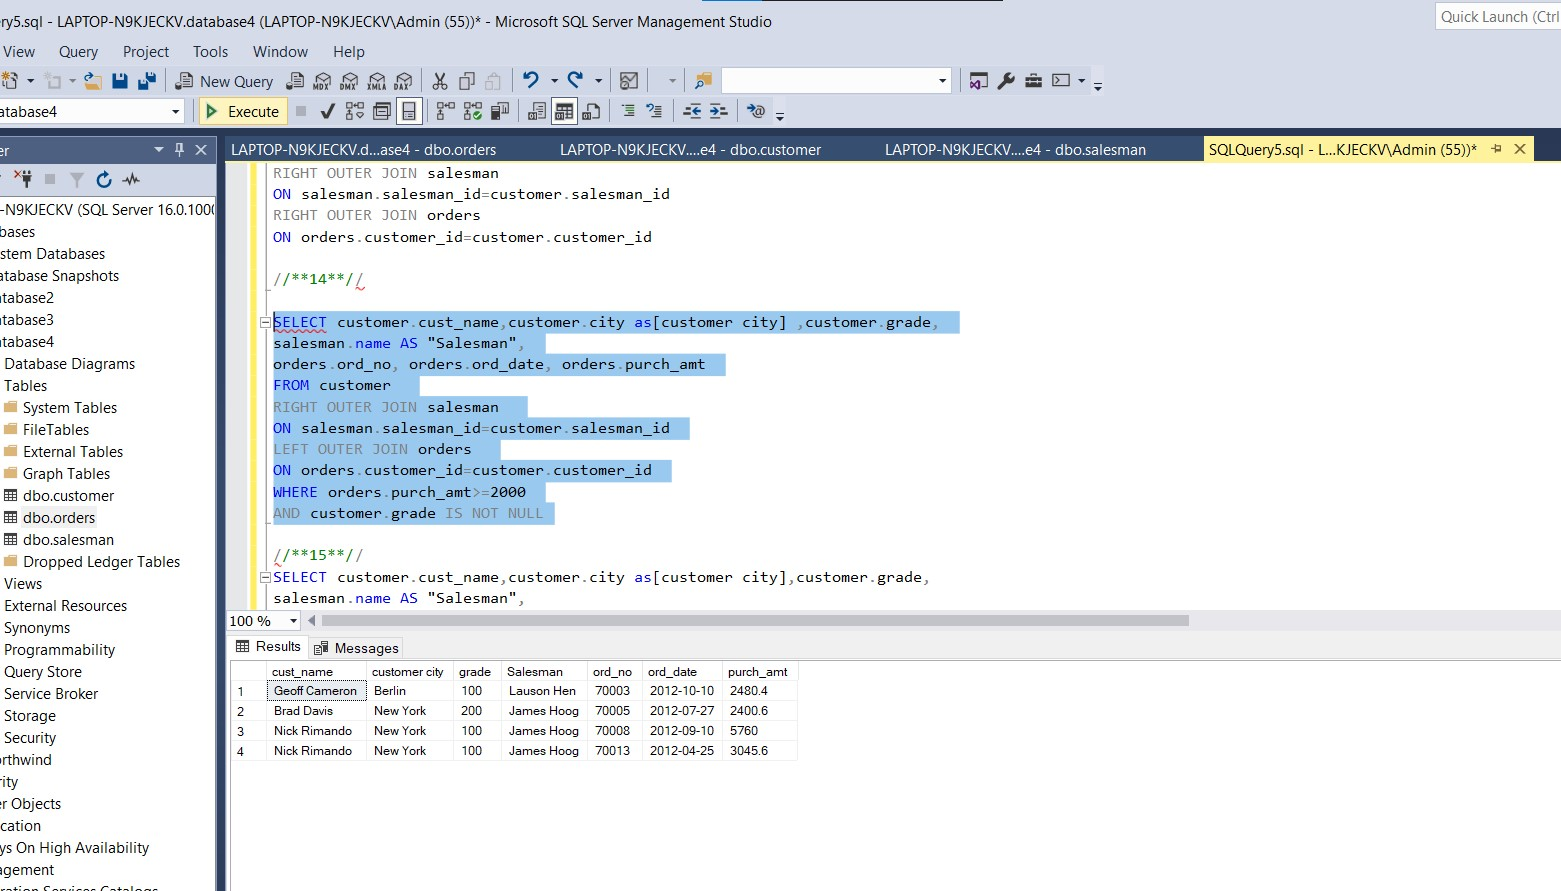 ry5.sql - LAPTOP-N9KJECKV.database4 (LAPTOP-N9KJECKV\Admin (55))* - Microsoft SQL Server Management Studio
Quick Launch (Ctrl
View Query Project Tools Window Help
New Query MDX DMX XMLA DAX
atabase4 Execute
er
LAPTOP-N9KJECKV.d...ase4 - dbo.orders LAPTOP-N9KJECKV....e4 - dbo.customer LAPTOP-N9KJECKV....e4 - dbo.salesman SQLQuery5.sql - L...KJECKV\Admin (55))*
-N9KJECKV (SQL Server 16.0.1000
bases
stem Databases
atabase Snapshots
atabase2
atabase3
atabase4
Database Diagrams
Tables
System Tables
FileTables
External Tables
Graph Tables
dbo.customer
dbo.orders
dbo.salesman
Dropped Ledger Tables
Views
External Resources
Synonyms
Programmability
Query Store
Service Broker
Storage
Security
orthwind
rity
er Objects
cation
ys On High Availability
agement
ration Services Catalogs
RIGHT OUTER JOIN salesman
ON salesman.salesman_id=customer.salesman_id
RIGHT OUTER JOIN orders
ON orders.customer_id=customer.customer_id
//**14**//
SELECT customer.cust_name,customer.city as[customer city] ,customer.grade,
salesman.name AS "Salesman",
orders.ord_no, orders.ord_date, orders.purch_amt
FROM customer
RIGHT OUTER JOIN salesman
ON salesman.salesman_id=customer.salesman_id
LEFT OUTER JOIN orders
ON orders.customer_id=customer.customer_id
WHERE orders.purch_amt>=2000
AND customer.grade IS NOT NULL
//**15**//
SELECT customer.cust_name,customer.city as[customer city],customer.grade,
salesman.name AS "Salesman",
100 %
Results Messages
cust_name customer city grade Salesman ord_no ord_date purch_amt
1 Geoff Cameron Berlin 100 Lauson Hen 70003 2012-10-10 2480.4
2 Brad Davis New York 200 James Hoog 70005 2012-07-27 2400.6
3 Nick Rimando New York 100 James Hoog 70008 2012-09-10 5760
4 Nick Rimando New York 100 James Hoog 70013 2012-04-25 3045.6